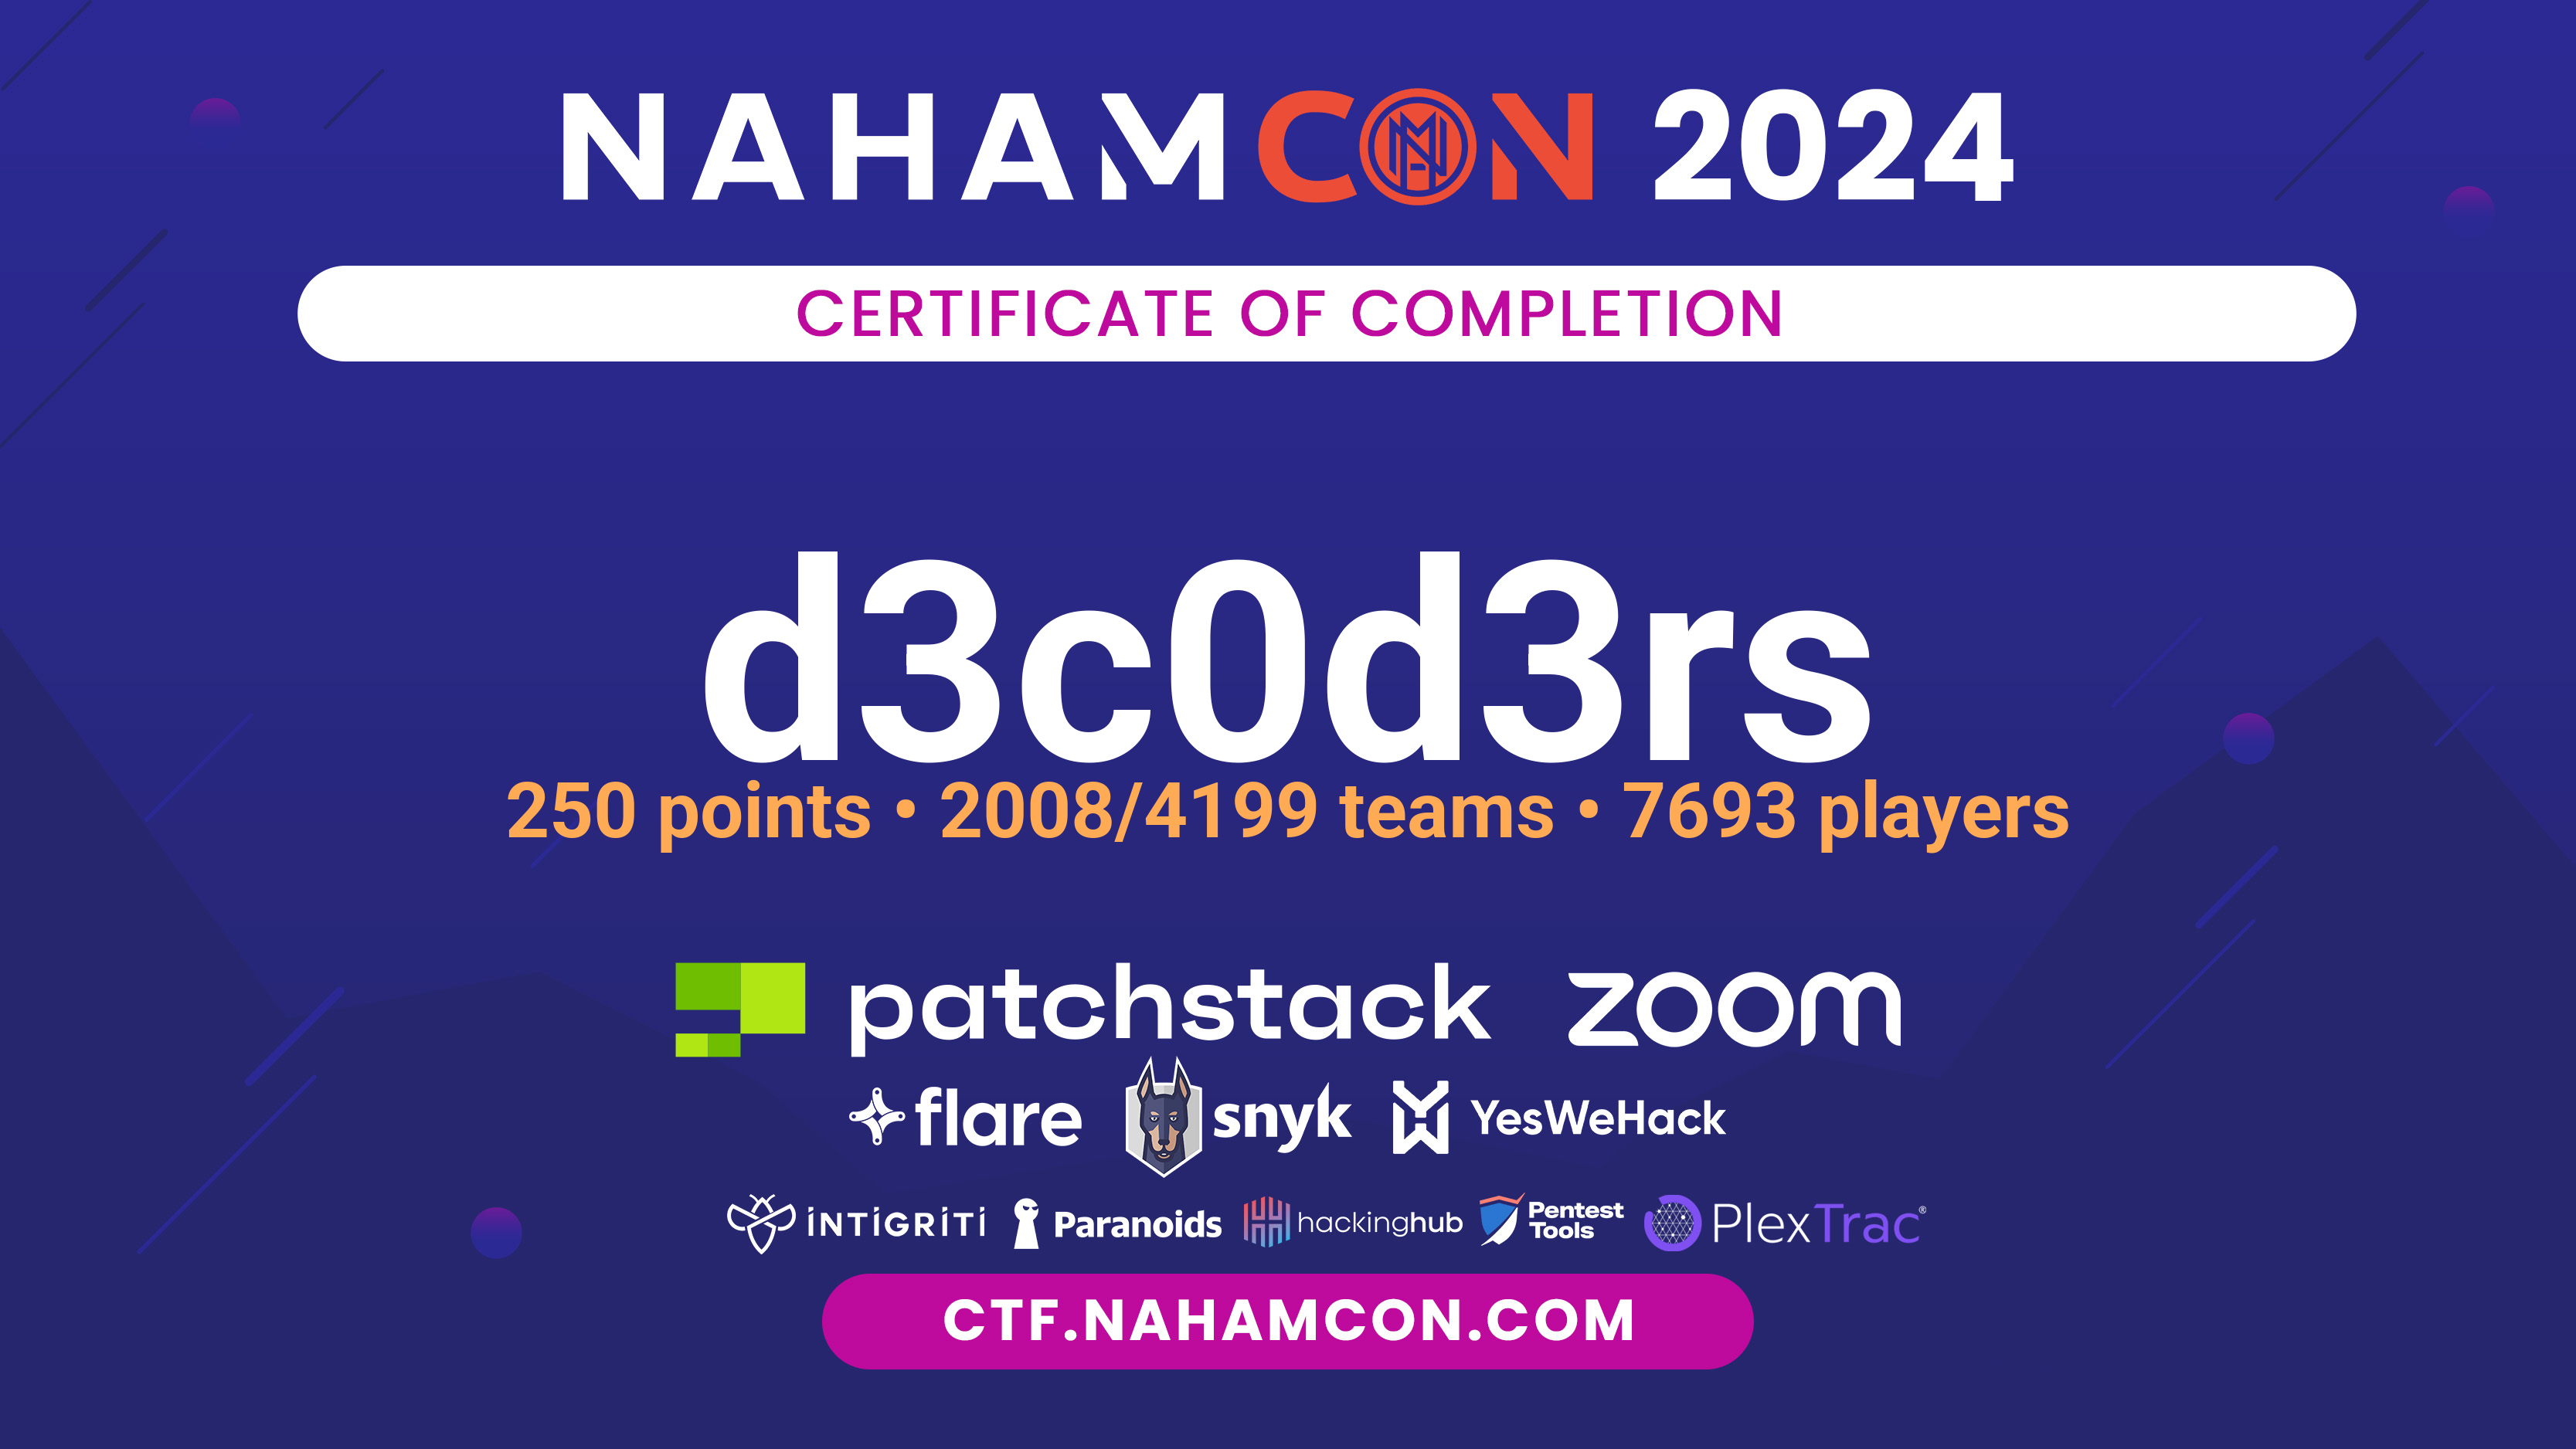 NAHAMCON 2024
CERTIFICATE OF COMPLETION
d3c0d3rs
250 points • 2008/4199 teams • 7693 players
patchstack zoom
flare snyk YesWeHack
INTIGRITI Paranoids hackinghub Pentest Tools PlexTrac®
CTF.NAHAMCON.COM